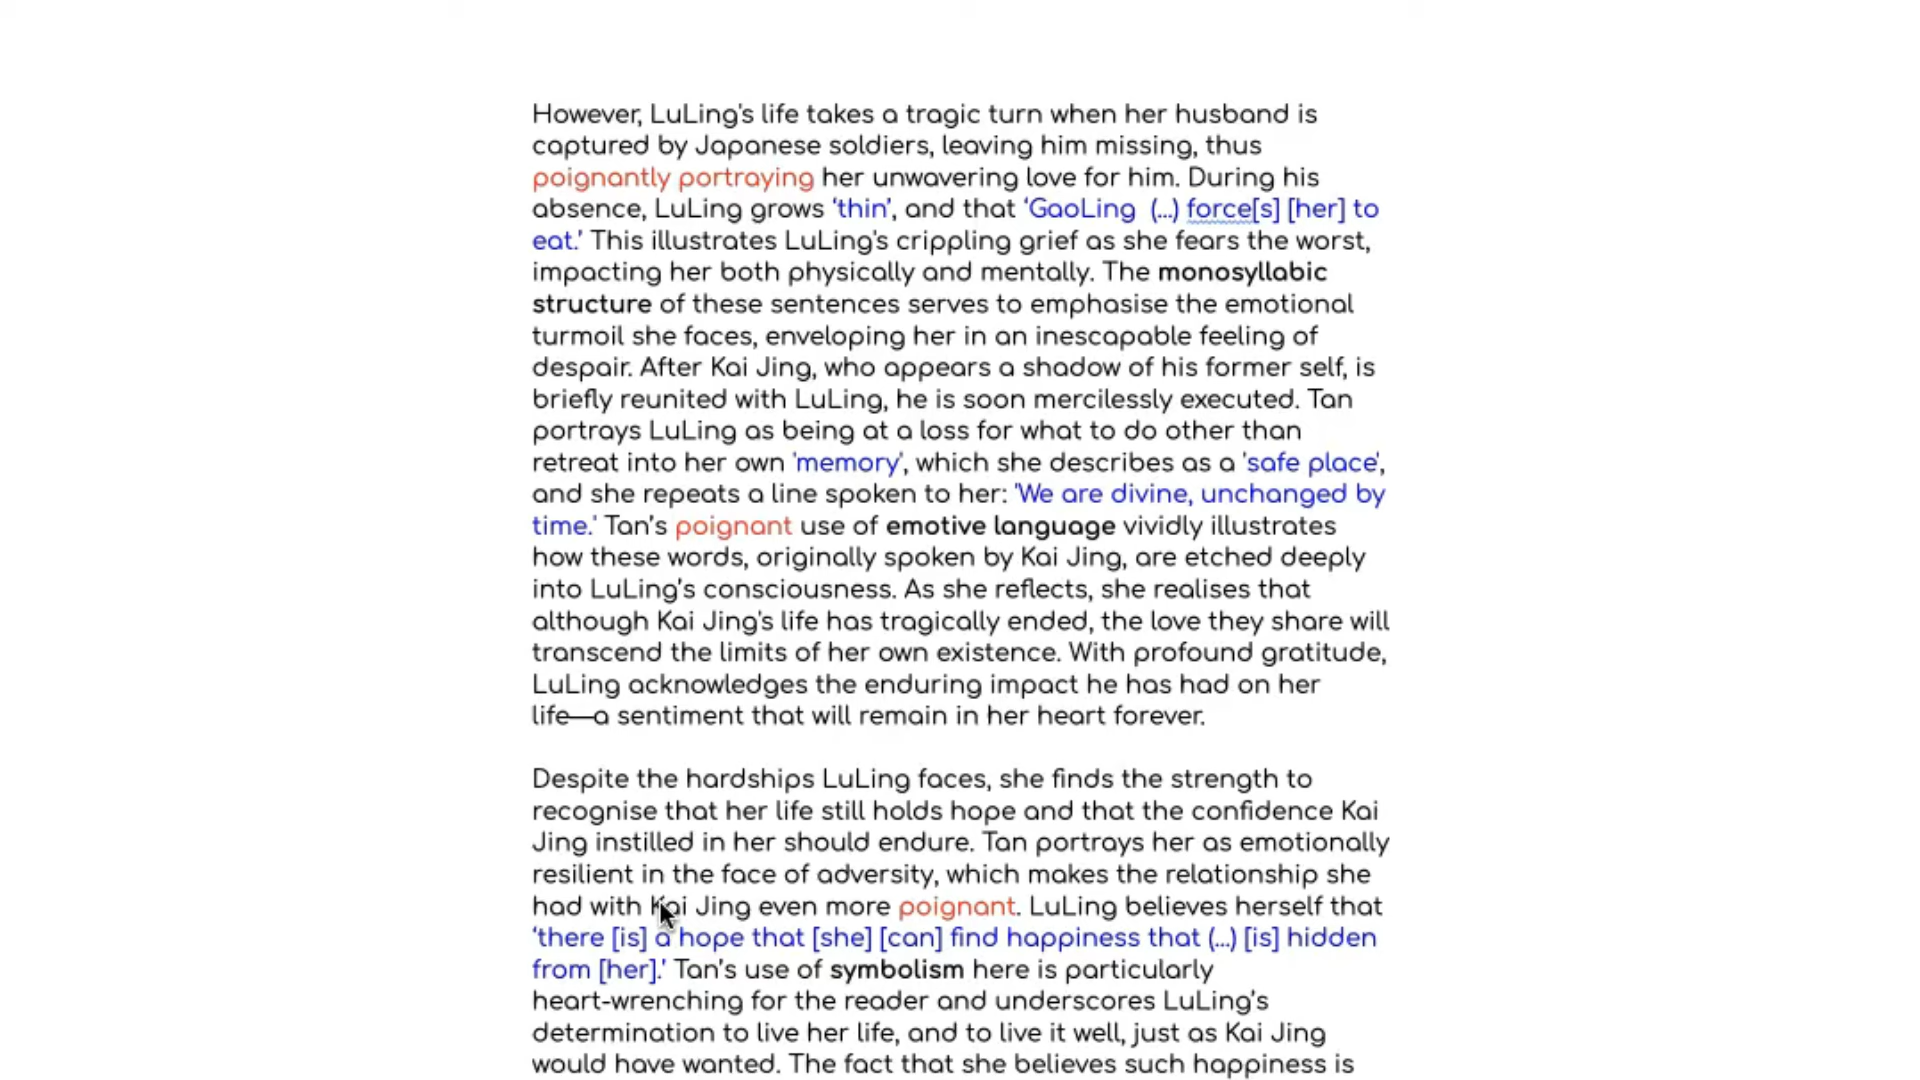 However, LuLing's life takes a tragic turn when her husband is
captured by Japanese soldiers, leaving him missing, thus
poignantly portraying her unwavering love for him. During his
absence, LuLing grows ‘thin’, and that ‘GaoLing (...) force[s] [her] to
eat.’ This illustrates LuLing's crippling grief as she fears the worst,
impacting her both physically and mentally. The monosyllabic
structure of these sentences serves to emphasise the emotional
turmoil she faces, enveloping her in an inescapable feeling of
despair. After Kai Jing, who appears a shadow of his former self, is
briefly reunited with LuLing, he is soon mercilessly executed. Tan
portrays LuLing as being at a loss for what to do other than
retreat into her own 'memory', which she describes as a 'safe place',
and she repeats a line spoken to her: 'We are divine, unchanged by
time.' Tan’s poignant use of emotive language vividly illustrates
how these words, originally spoken by Kai Jing, are etched deeply
into LuLing’s consciousness. As she reflects, she realises that
although Kai Jing's life has tragically ended, the love they share will
transcend the limits of her own existence. With profound gratitude,
LuLing acknowledges the enduring impact he has had on her
life—a sentiment that will remain in her heart forever.
Despite the hardships LuLing faces, she finds the strength to
recognise that her life still holds hope and that the confidence Kai
Jing instilled in her should endure. Tan portrays her as emotionally
resilient in the face of adversity, which makes the relationship she
had with Kai Jing even more poignant. LuLing believes herself that
‘there [is] a hope that [she] [can] find happiness that (...) [is] hidden
from [her].’ Tan’s use of symbolism here is particularly
heart-wrenching for the reader and underscores LuLing’s
determination to live her life, and to live it well, just as Kai Jing
would have wanted. The fact that she believes such happiness is